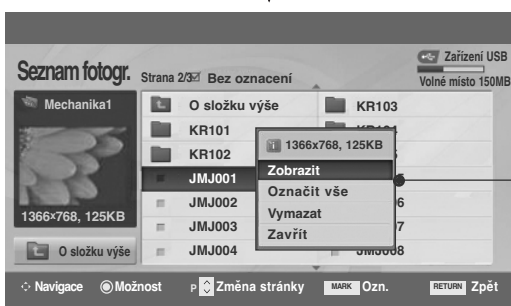 Zařízení USB
Seznam fotogr.
Strana 2/3
Bez oznacení
Volné místo 150MB
Mechanika1
1366×768, 125KB
O složku výše
O složku výše
KR101
KR102
JMJ001
JMJ002
JMJ003
JMJ004
KR103
1366x768, 125KB
Zobrazit
Označit vše
Vymazat
Zavřít
Navigace
Možnost
P Změna stránky
MARK Ozn.
RETURN Zpět